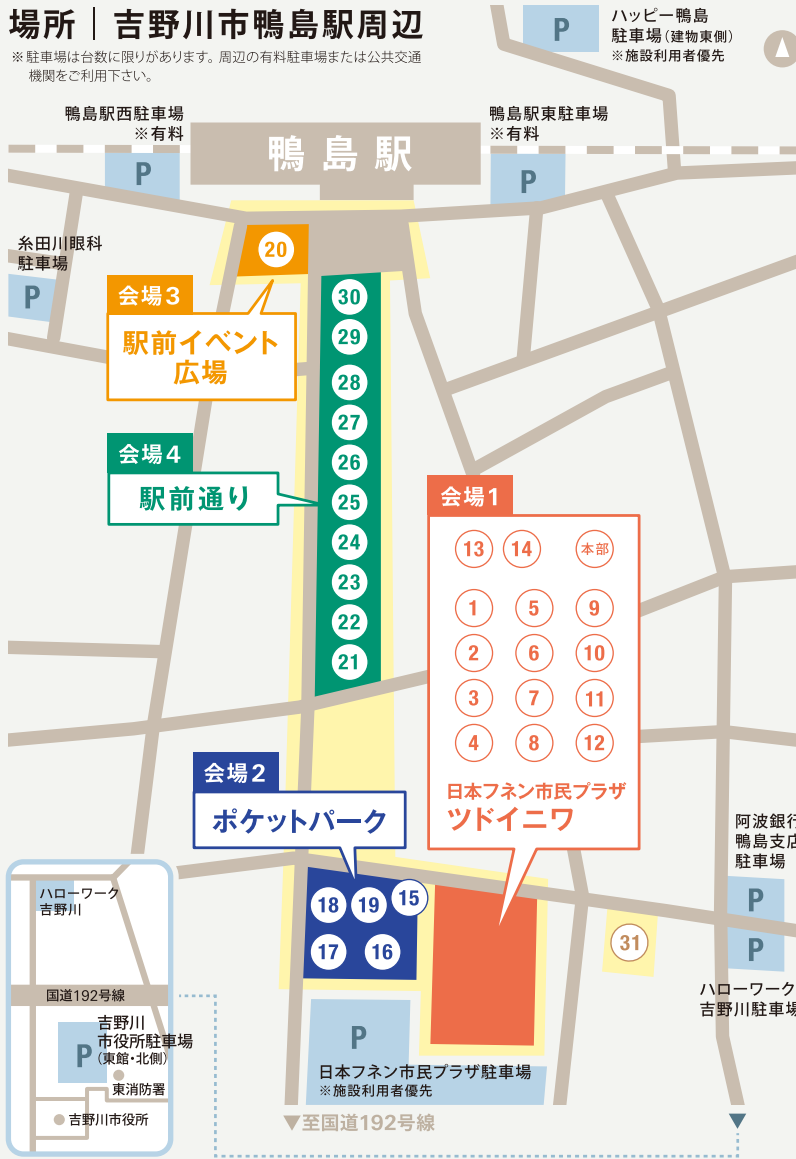 場所｜吉野川市鴨島駅周辺
※駐車場は台数に限りがあります。周辺の有料駐車場または公共交通
機関をご利用下さい。
P
ハッピー鴨島
駐車場(建物東側)
※施設利用者優先
鴨島駅西駐車場
※有料
P
鴨島駅
鴨島駅東駐車場
※有料
P
糸田川眼科
駐車場
P
20
会場3
駅前イベント
広場
30
29
28
27
26
25
24
23
22
21
会場4
駅前通り
会場1
13 14 本部
1 5 9
2 6 10
3 7 11
4 8 12
日本フネン市民プラザ
ツドイニワ
会場2
ポケットパーク
18 19 15
17 16
31
阿波銀行
鴨島支店
駐車場
P
P
ハローワーク
吉野川駐車場
P
日本フネン市民プラザ駐車場
※施設利用者優先
▼至国道192号線
ハローワーク
吉野川
国道192号線
P
吉野川
市役所駐車場
(東館・北側)
東消防署
吉野川市役所